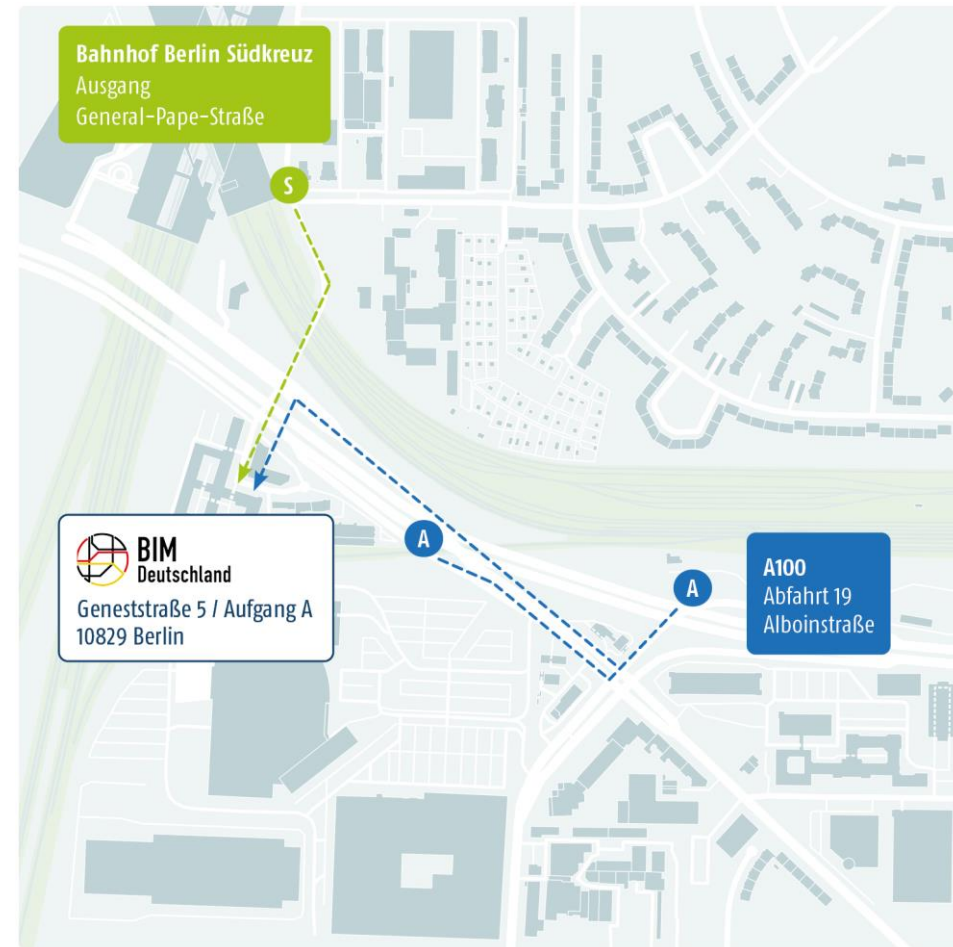 Bahnhof Berlin Südkreuz
Ausgang
General-Pape-Straße
S
A
A
BIM
Deutschland
Geneststraße 5 / Aufgang A
10829 Berlin
A100
Abfahrt 19
Alboinstraße